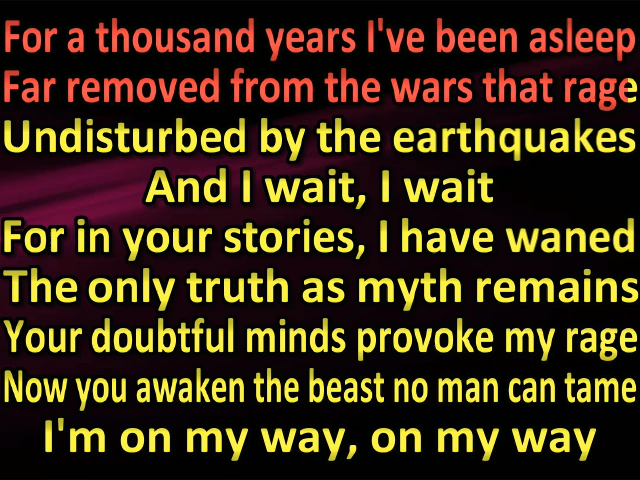 For a thousand years I've been asleep
Far removed from the wars that rage
Undisturbed by the earthquakes
And I wait, I wait
For in your stories, I have waned
The only truth as myth remains
Your doubtful minds provoke my rage
Now you awaken the beast no man can tame
I'm on my way, on my way